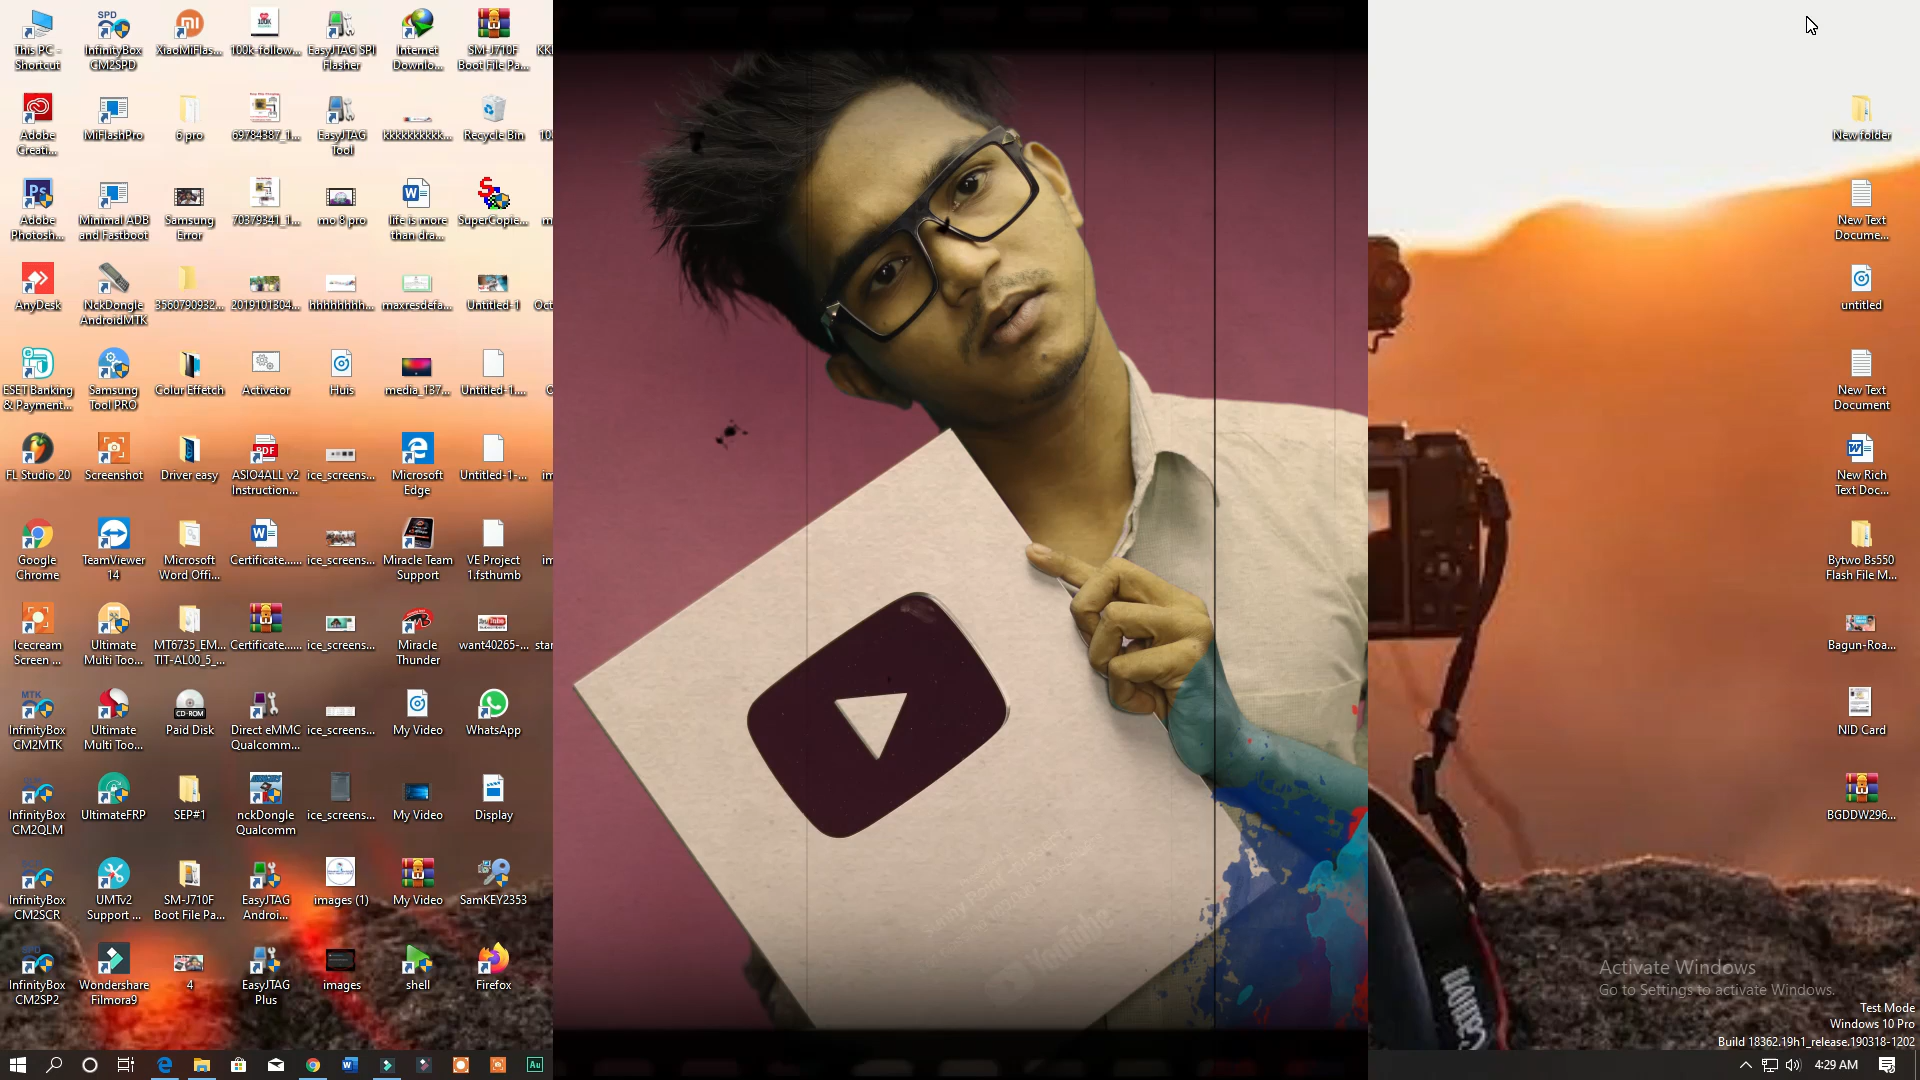 This PC -
Shortcut
InfinityBox
CM2SPD
XiaoMiFlas...
100k-follow...
EasyJTAG SPI
Flasher
Internet
Downlo...
SM-J710F
Boot File Pa...
Adobe
Creati...
MiFlashPro
6 pro
69784387_1...
EasyJTAG
Tool
kkkkkkkkkk...
Recycle Bin
Adobe
Photosh...
Minimal ADB
and Fastboot
Samsung
Error
70379341_1...
mo 8 pro
life is more
than dra...
SuperCopie...
AnyDesk
NckDongle
AndroidMTK
3560790932...
2019101304...
hhhhhhhh...
maxresdefa...
Untitled-1
ESET Banking
& Payment...
Samsung
Tool PRO
Colur Effetch
Activetor
Huis
media_137...
Untitled-1....
FL Studio 20
Screenshot
Driver easy
ASIO4ALL v2
Instruction...
ice_screens...
Microsoft
Edge
Untitled-1-...
Google
Chrome
TeamViewer
14
Microsoft
Word Offi...
Certificate......
ice_screens...
Miracle Team
Support
VE Project
1.fsthumb
Icecream
Screen ...
Ultimate
Multi Too...
MT6735_EM...
TIT-AL00_5_...
Certificate......
ice_screens...
Miracle
Thunder
want40265-...
InfinityBox
CM2MTK
Ultimate
Multi Too...
Paid Disk
Direct eMMC
Qualcomm...
ice_screens...
My Video
WhatsApp
InfinityBox
CM2QLM
UltimateFRP
SEP#1
nckDongle
Qualcomm
ice_screens...
My Video
Display
InfinityBox
CM2SCR
UMTv2
Support ...
SM-J710F
Boot File Pa...
EasyJTAG
Androi...
images (1)
My Video
SamKEY2353
InfinityBox
CM2SP2
Wondershare
Filmora9
4
EasyJTAG
Plus
images
shell
Firefox
New folder
New Text
Docume...
untitled
New Text
Document
New Rich
Text Doc...
Bytwo Bs550
Flash File M...
Bagun-Roa...
NID Card
BGDDW296...
Canon
Activate Windows
Go to Settings to activate Windows.
Test Mode
Windows 10 Pro
Build 18362.19h1_release.190318-1202
4:29 AM